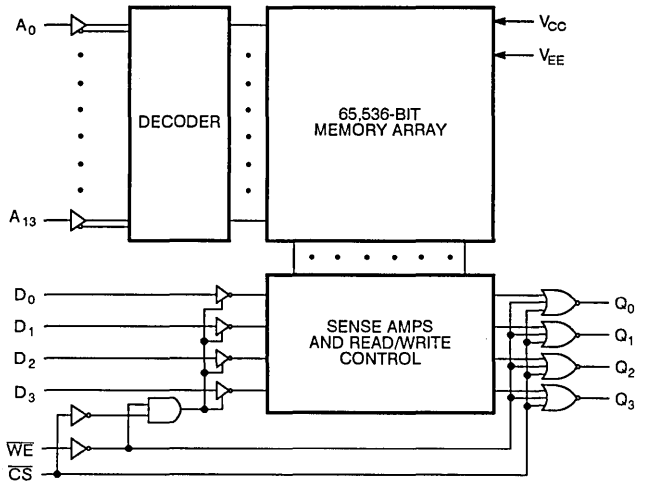 A0
VCC
VEE
DECODER
65,536-BIT
MEMORY ARRAY
A13
D0
D1
D2
D3
SENSE AMPS
AND READ/WRITE
CONTROL
Q0
Q1
Q2
Q3
WE
CS